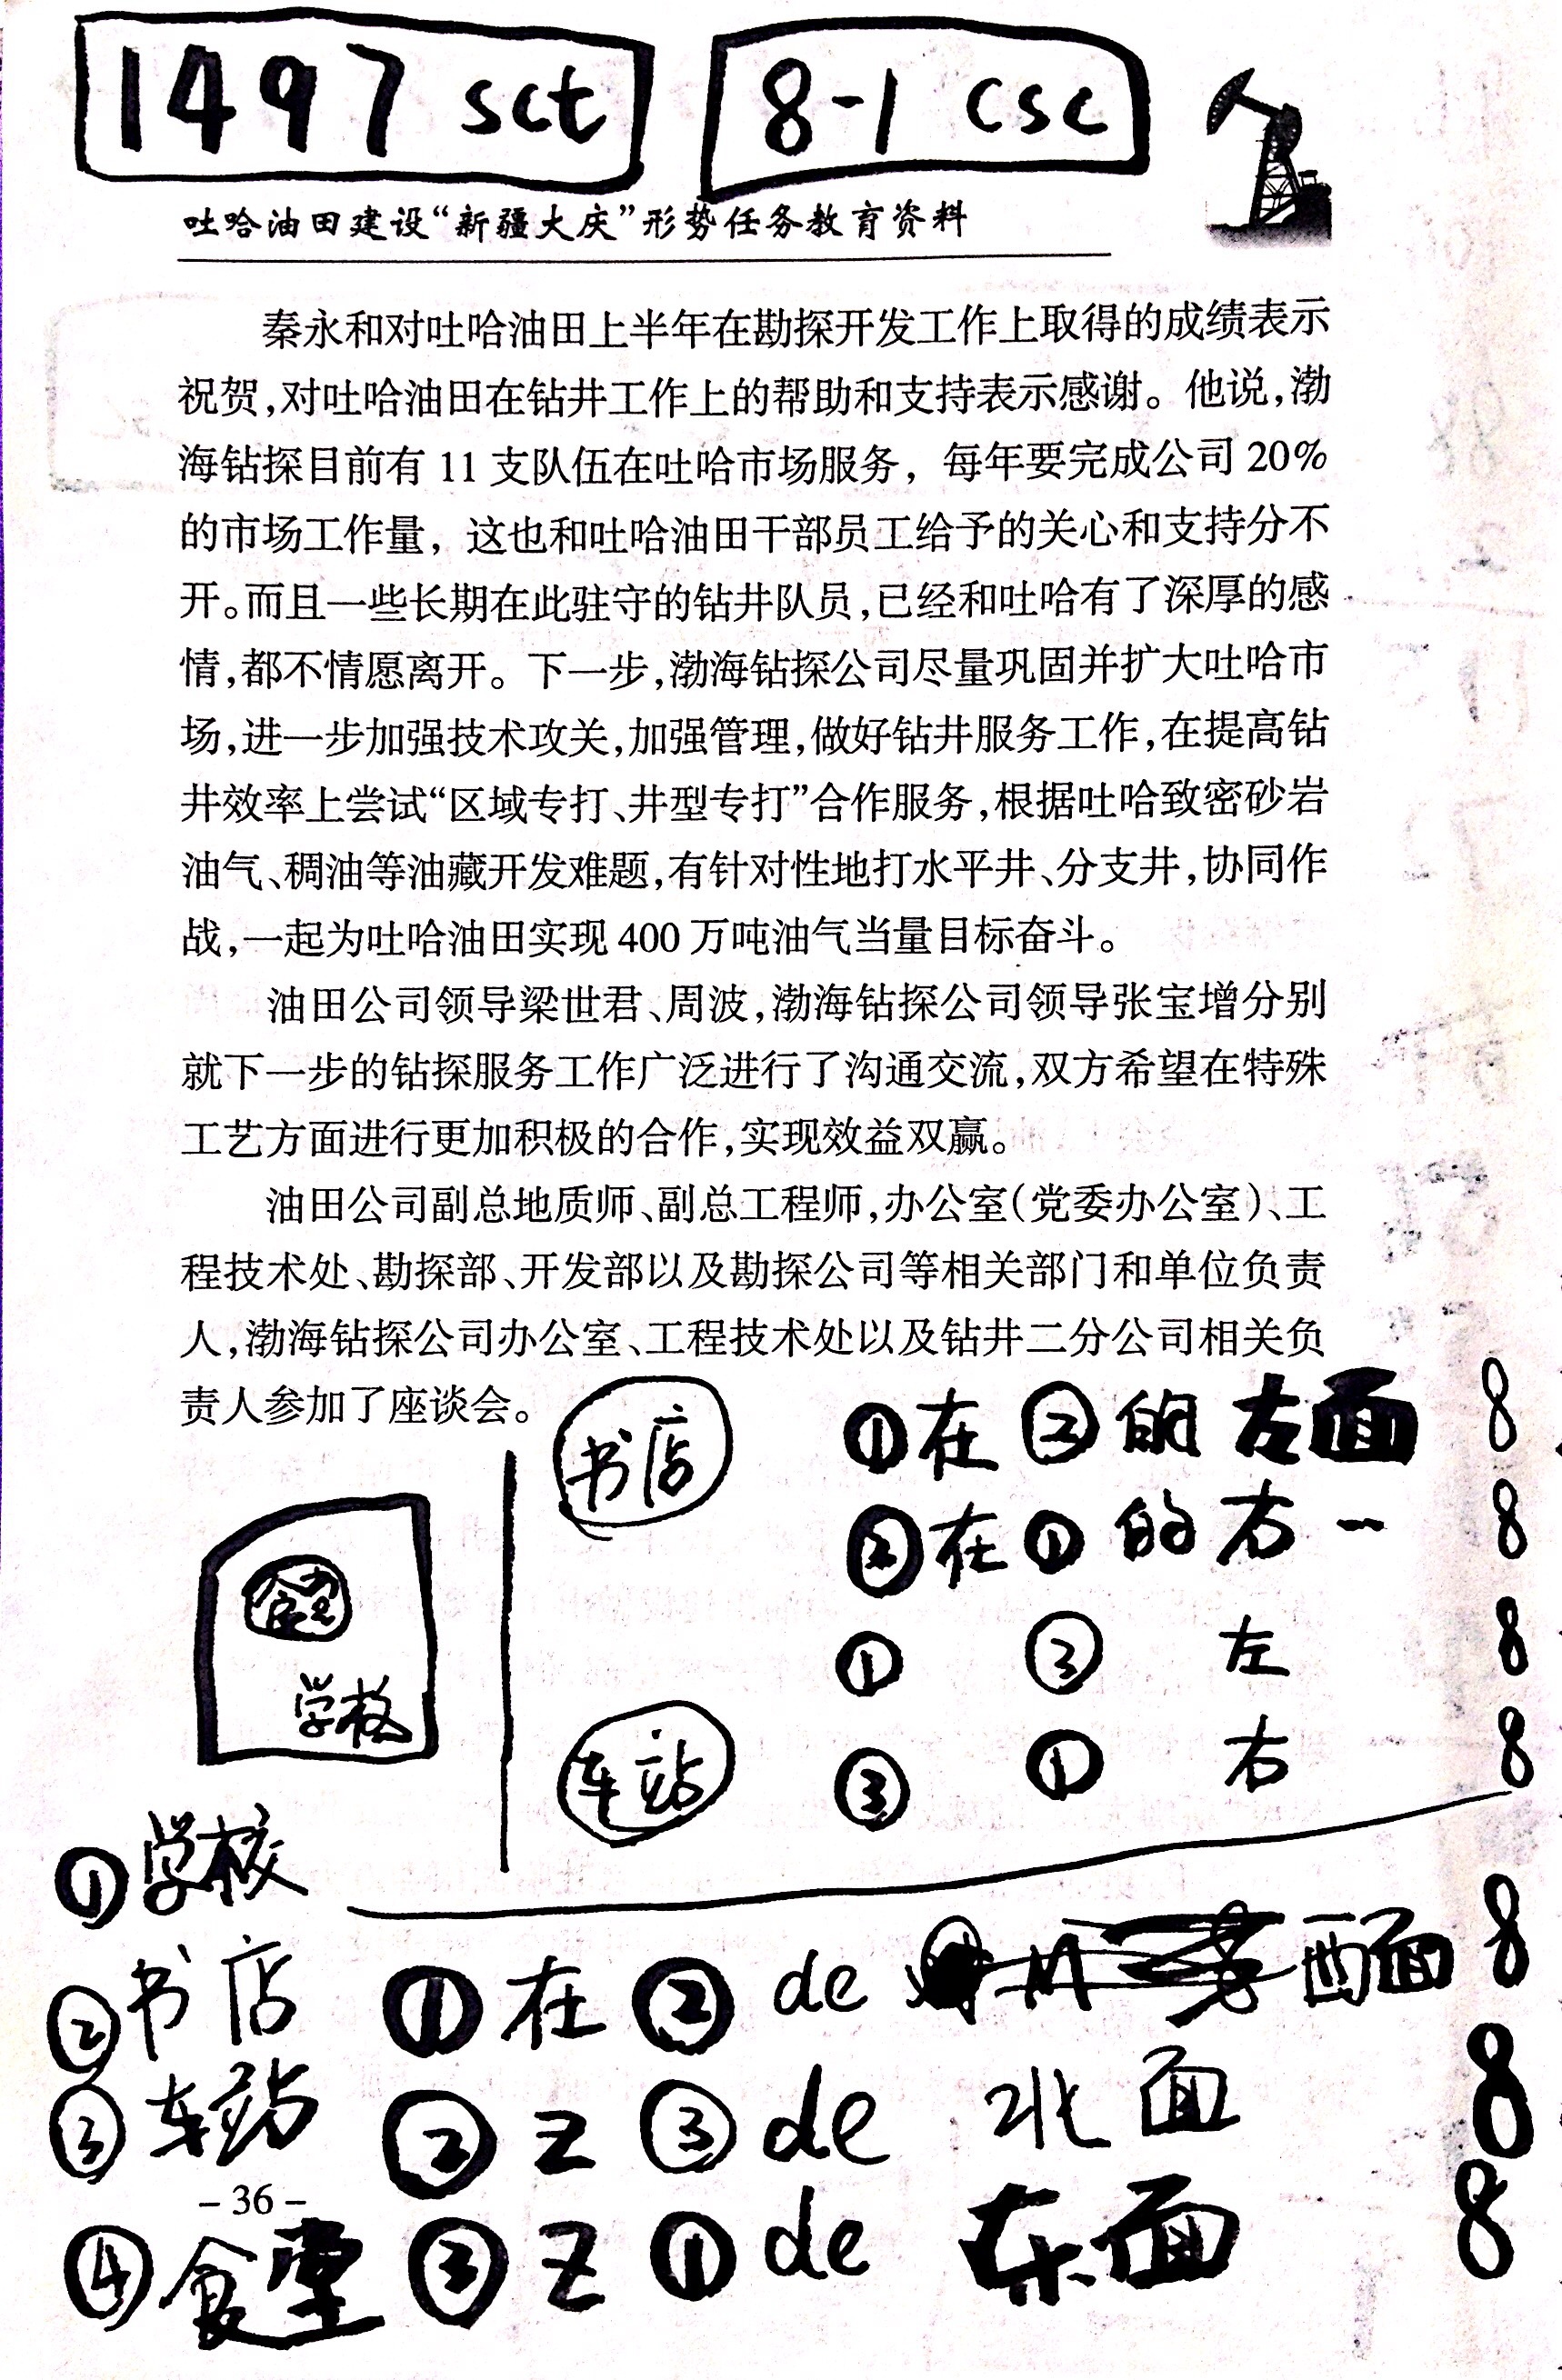 1497 sct
8-1 csc
吐哈油田建设“新疆大庆”形势任务教育资料
秦永和对吐哈油田上半年在勘探开发工作上取得的成绩表示
祝贺,对吐哈油田在钻井工作上的帮助和支持表示感谢。他说,渤
海钻探目前有 11 支队伍在吐哈市场服务，每年要完成公司 20%
的市场工作量，这也和吐哈油田干部员工给予的关心和支持分不
开。而且一些长期在此驻守的钻井队员,已经和吐哈有了深厚的感
情,都不情愿离开。下一步,渤海钻探公司尽量巩固并扩大吐哈市
场,进一步加强技术攻关,加强管理,做好钻井服务工作,在提高钻
井效率上尝试“区域专打、井型专打”合作服务,根据吐哈致密砂岩
油气、稠油等油藏开发难题,有针对性地打水平井、分支井,协同作
战,一起为吐哈油田实现 400 万吨油气当量目标奋斗。
油田公司领导梁世君、周波,渤海钻探公司领导张宝增分别
就下一步的钻探服务工作广泛进行了沟通交流,双方希望在特殊
工艺方面进行更加积极的合作,实现效益双赢。
油田公司副总地质师、副总工程师,办公室(党委办公室)、工
程技术处、勘探部、开发部以及勘探公司等相关部门和单位负责
人,渤海钻探公司办公室、工程技术处以及钻井二分公司相关负
责人参加了座谈会。
书店
食堂
学校
车站
①在②的左面 8
②在①的右-- 8
① ③ 左 8
③ ① 右 8
①学校
②书店
③车站
④食堂
①在②de 西面 8
②z③de 北面 8
③z①de 东面 8
-36-